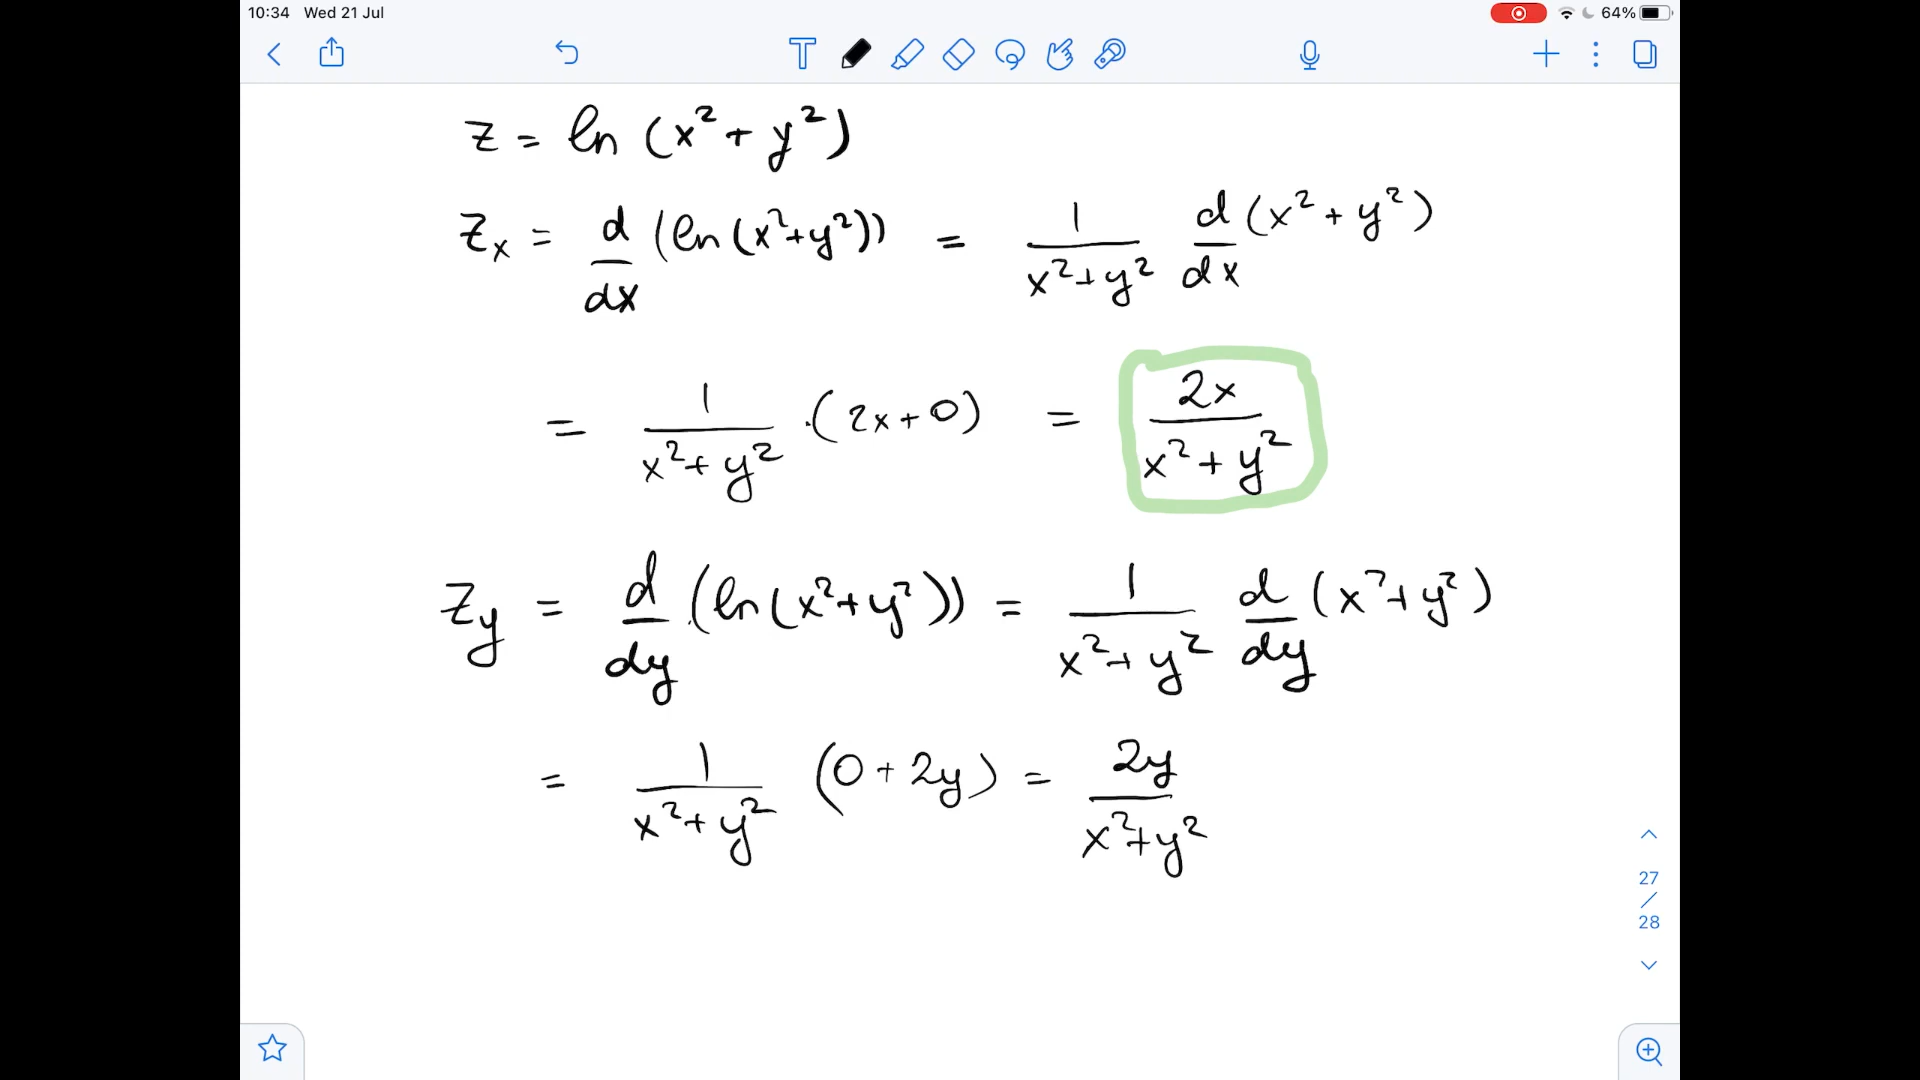 10:34 Wed 21 Jul 64%
z = ln (x² + y²)
z_x = d/dx (ln (x²+y²)) = 1/(x²+y²) d/dx (x² + y²)
= 1/(x²+y²) · (2x + 0) = 2x/(x² + y²)
z_y = d/dy (ln (x²+y²)) = 1/(x²+y²) d/dy (x²+y²)
= 1/(x²+y²) (0 + 2y) = 2y/(x²+y²)
27
/
28